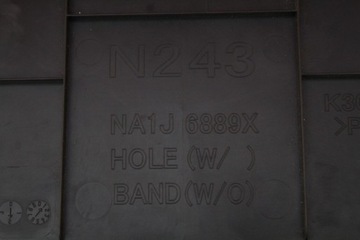 N243
NA1J 6889X
HOLE (W/ )
BAND(W/O)